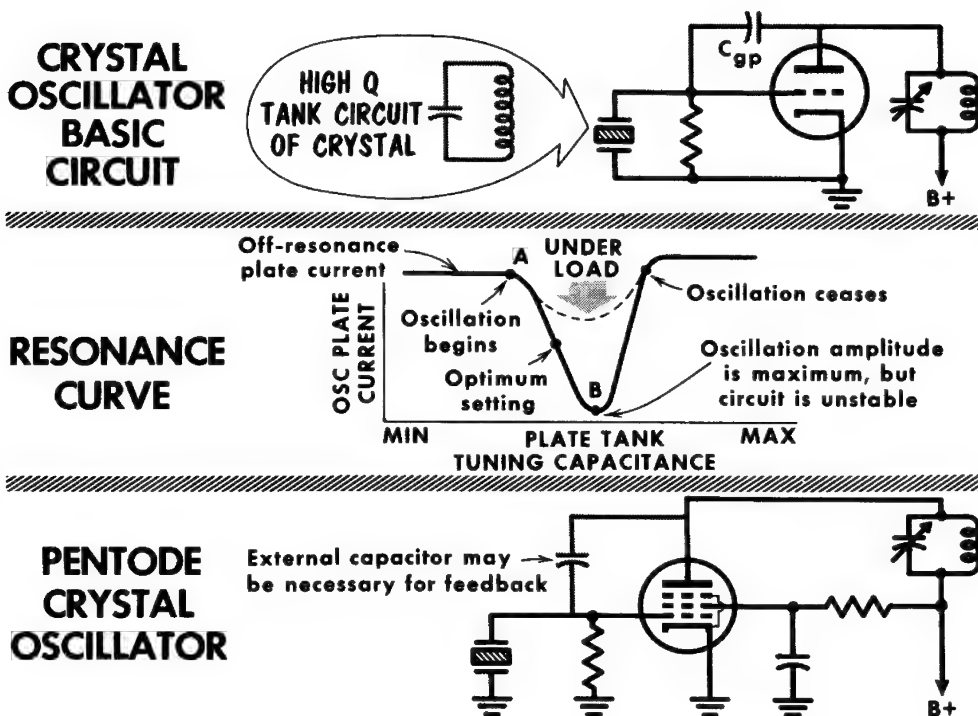 CRYSTAL
OSCILLATOR
BASIC
CIRCUIT
HIGH Q
TANK CIRCUIT
OF CRYSTAL
Cgp
B+
RESONANCE
CURVE
Off-resonance
plate current
A
UNDER
LOAD
Oscillation
begins
Oscillation ceases
Optimum
setting
B
Oscillation amplitude
is maximum, but
circuit is unstable
OSC PLATE
CURRENT
MIN
PLATE TANK
TUNING CAPACITANCE
MAX
PENTODE
CRYSTAL
OSCILLATOR
External capacitor may
be necessary for feedback
B+